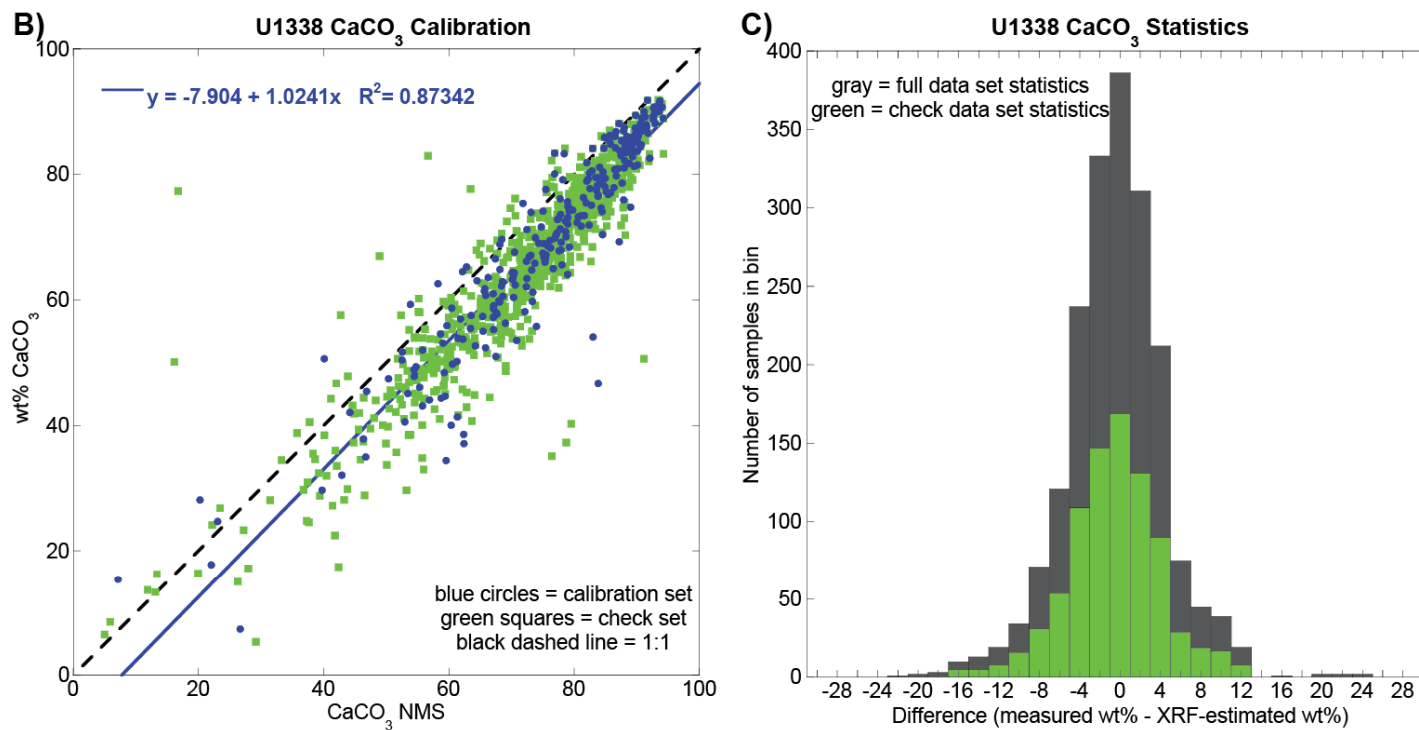 B)
U1338 CaCO3 Calibration
y = -7.904 + 1.0241x R2= 0.87342
100
80
60
40
20
0
wt% CaCO3
blue circles = calibration set
green squares = check set
black dashed line = 1:1
0 20 40 60 80 100
CaCO3 NMS
C)
U1338 CaCO3 Statistics
gray = full data set statistics
green = check data set statistics
400
350
300
250
200
150
100
50
0
Number of samples in bin
-28 -24 -20 -16 -12 -8 -4 0 4 8 12 16 20 24 28
Difference (measured wt% - XRF-estimated wt%)